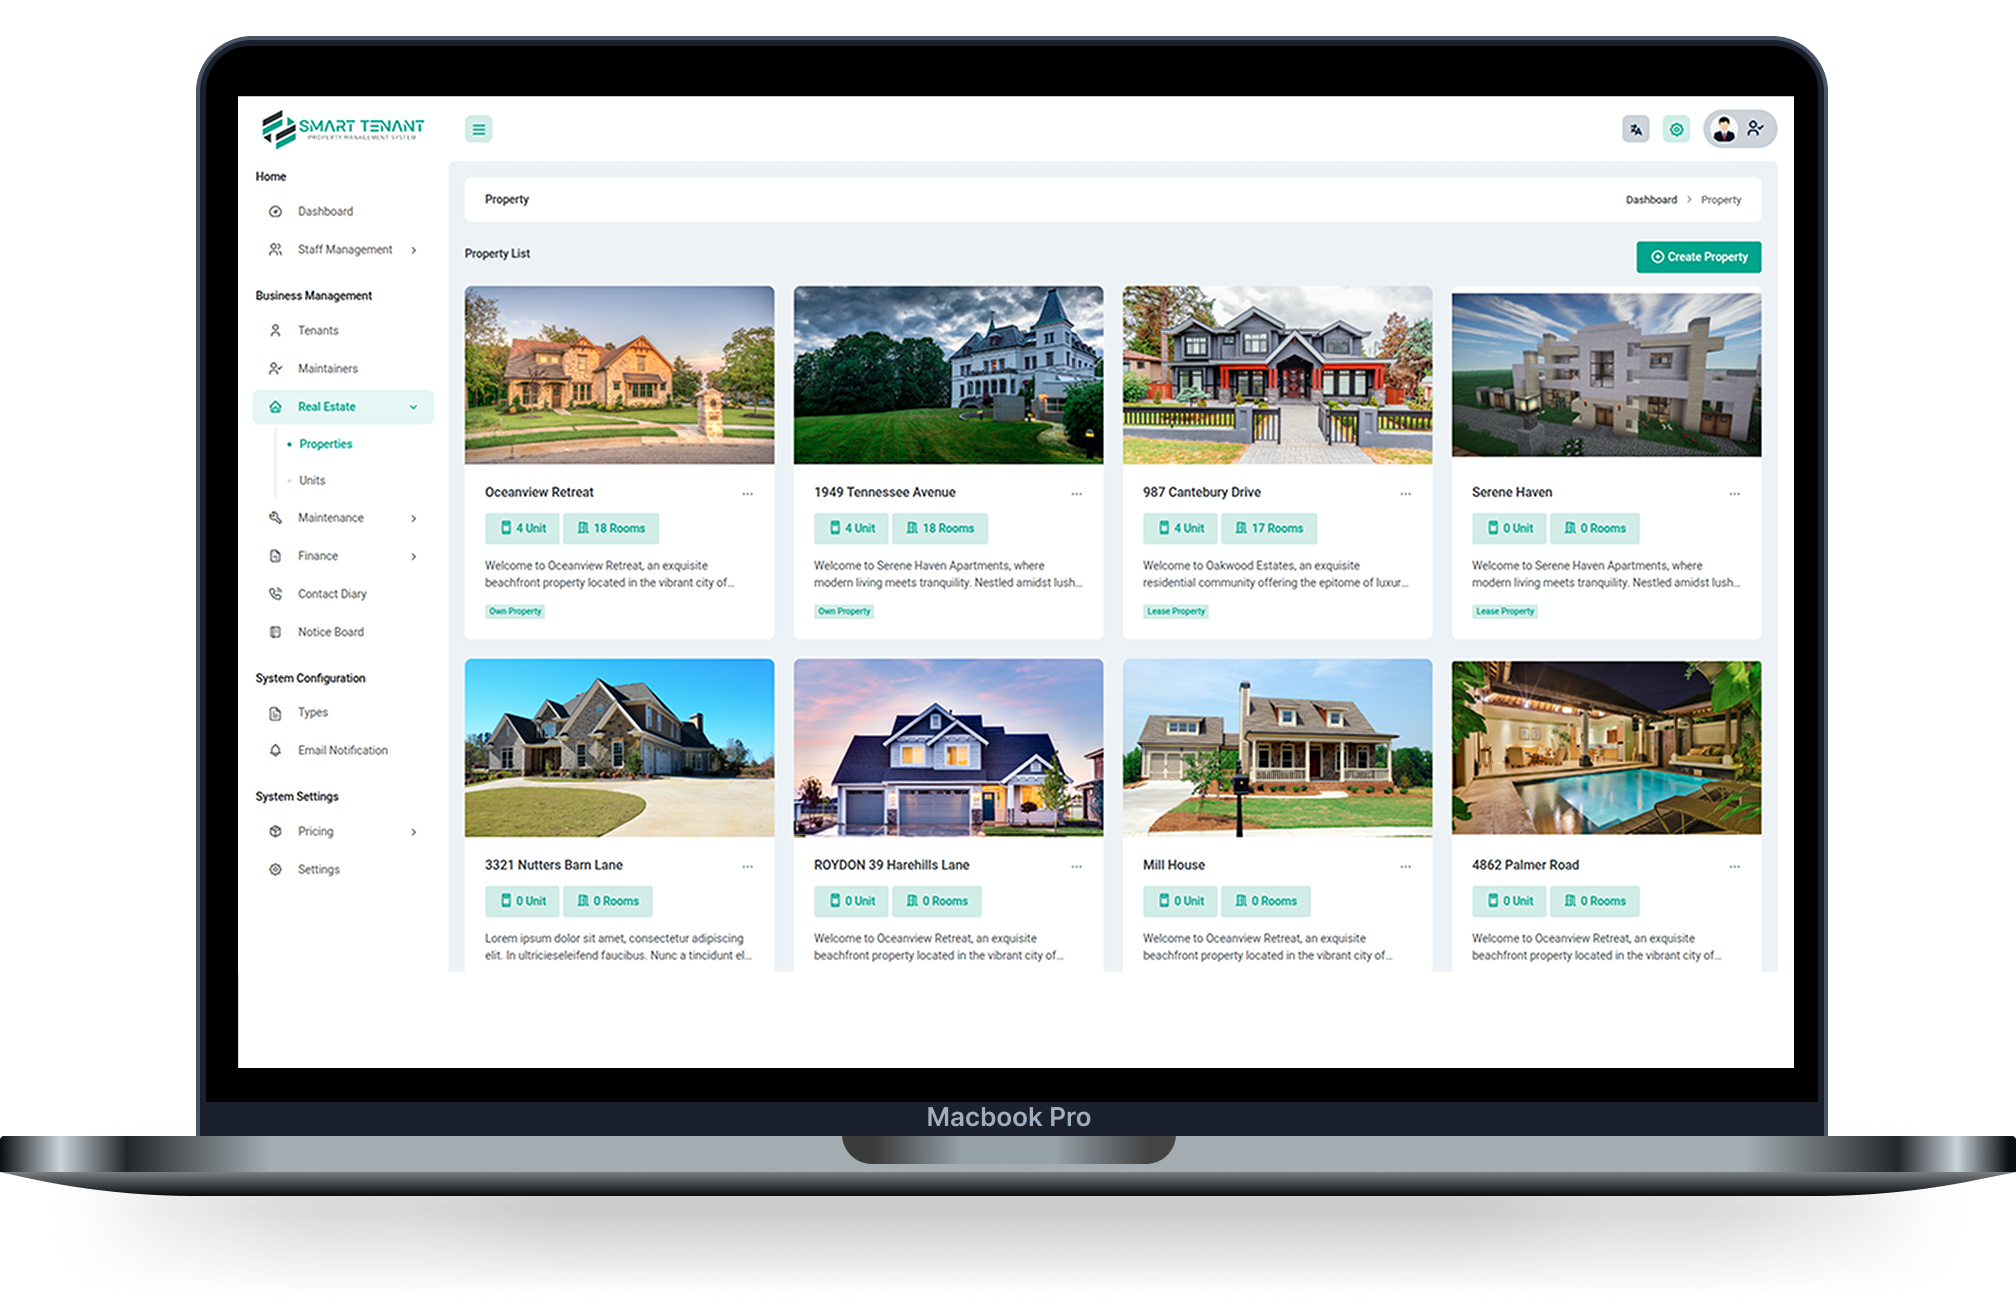 SMART TENANT
PROPERTY MANAGEMENT SYSTEM
Home
Dashboard
Staff Management
Business Management
Tenants
Maintainers
Real Estate
Properties
Units
Maintenance
Finance
Contact Diary
Notice Board
System Configuration
Types
Email Notification
System Settings
Pricing
Settings
Property
Dashboard > Property
Property List
Create Property
Oceanview Retreat ...
4 Unit 18 Rooms
Welcome to Oceanview Retreat, an exquisite
beachfront property located in the vibrant city of...
Own Property
1949 Tennessee Avenue ...
4 Unit 18 Rooms
Welcome to Serene Haven Apartments, where
modern living meets tranquility. Nestled amidst lush...
Own Property
987 Cantebury Drive ...
4 Unit 17 Rooms
Welcome to Oakwood Estates, an exquisite
residential community offering the epitome of luxur...
Lease Property
Serene Haven ...
0 Unit 0 Rooms
Welcome to Serene Haven Apartments, where
modern living meets tranquility. Nestled amidst lush...
Lease Property
3321 Nutters Barn Lane ...
0 Unit 0 Rooms
Lorem ipsum dolor sit amet, consectetur adipiscing
elit. In ultricieseleifend faucibus. Nunc a tincidunt el...
ROYDON 39 Harehills Lane ...
0 Unit 0 Rooms
Welcome to Oceanview Retreat, an exquisite
beachfront property located in the vibrant city of...
Mill House ...
0 Unit 0 Rooms
Welcome to Oceanview Retreat, an exquisite
beachfront property located in the vibrant city of...
4862 Palmer Road ...
0 Unit 0 Rooms
Welcome to Oceanview Retreat, an exquisite
beachfront property located in the vibrant city of...
Macbook Pro